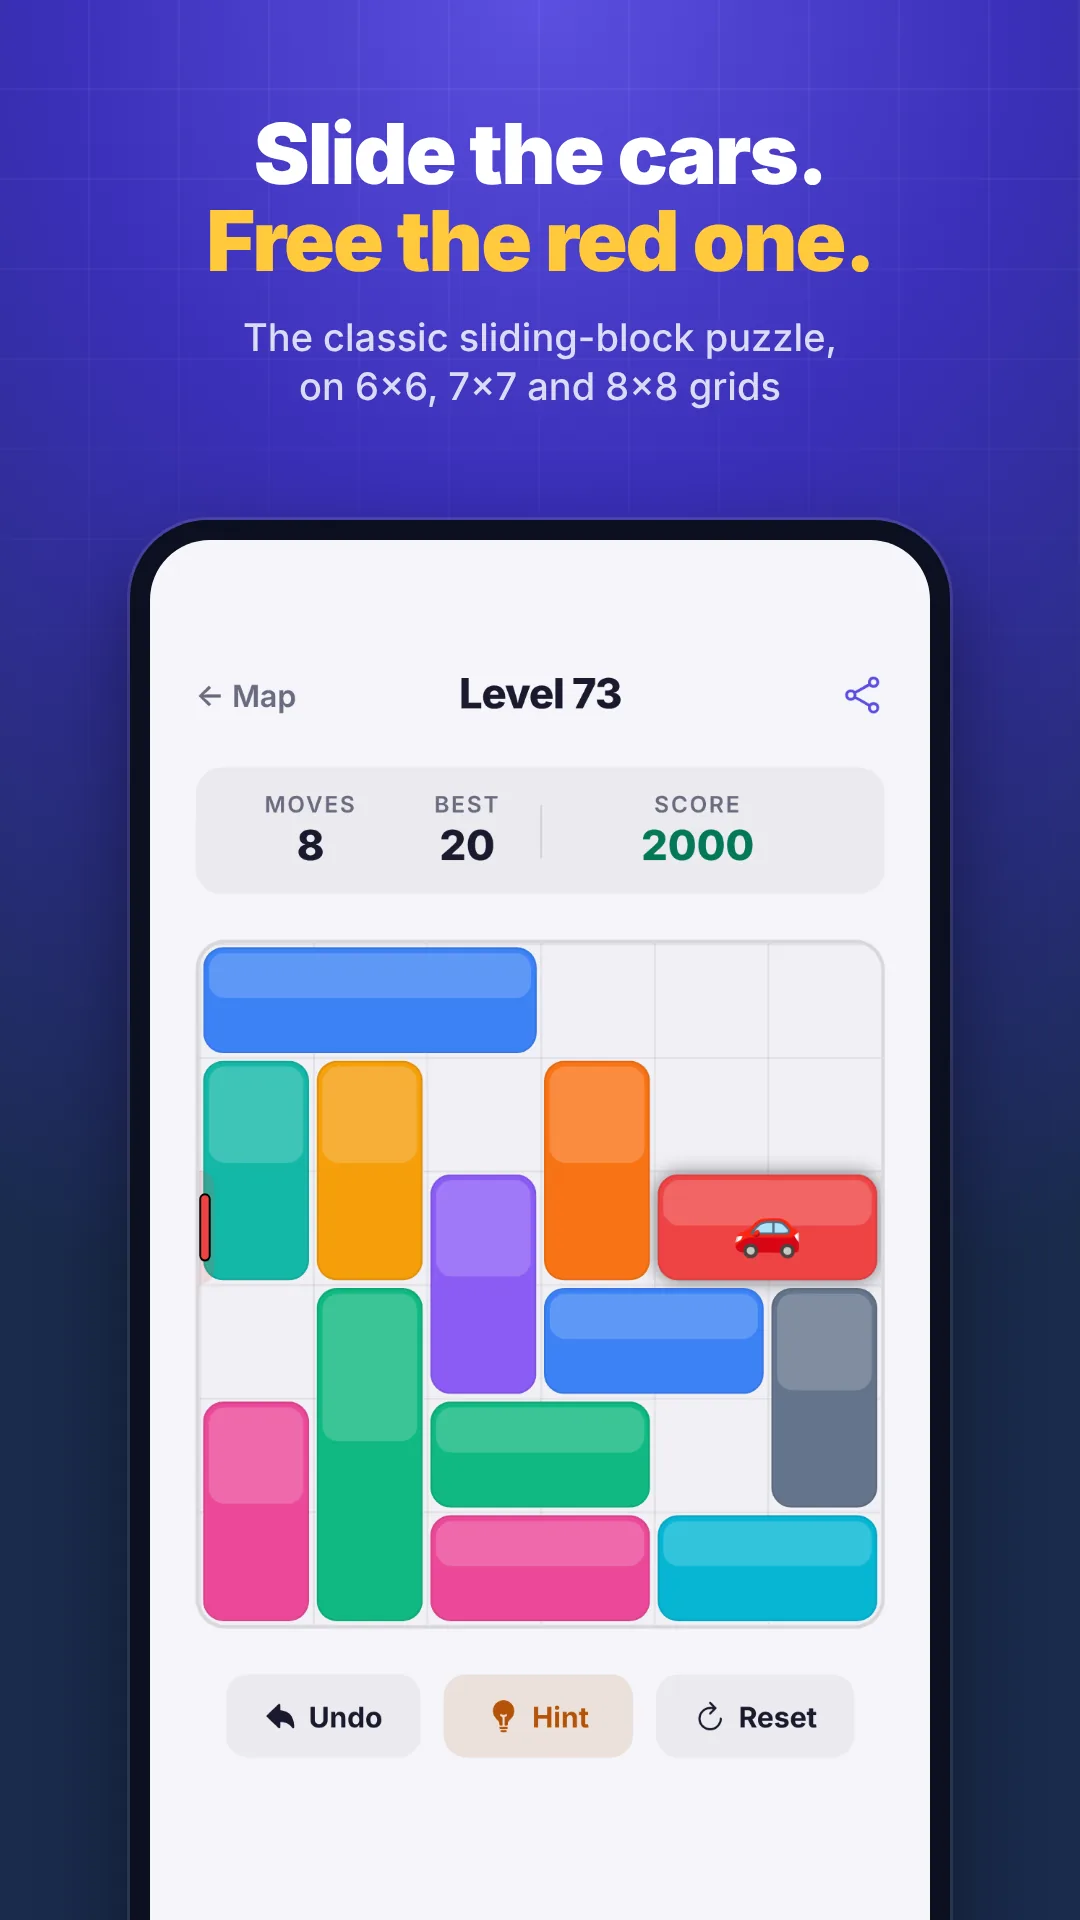 Slide the cars.
Free the red one.
The classic sliding-block puzzle,
on 6×6, 7×7 and 8×8 grids
← Map
Level 73
MOVES
8
BEST
20
SCORE
2000
Undo
Hint
Reset